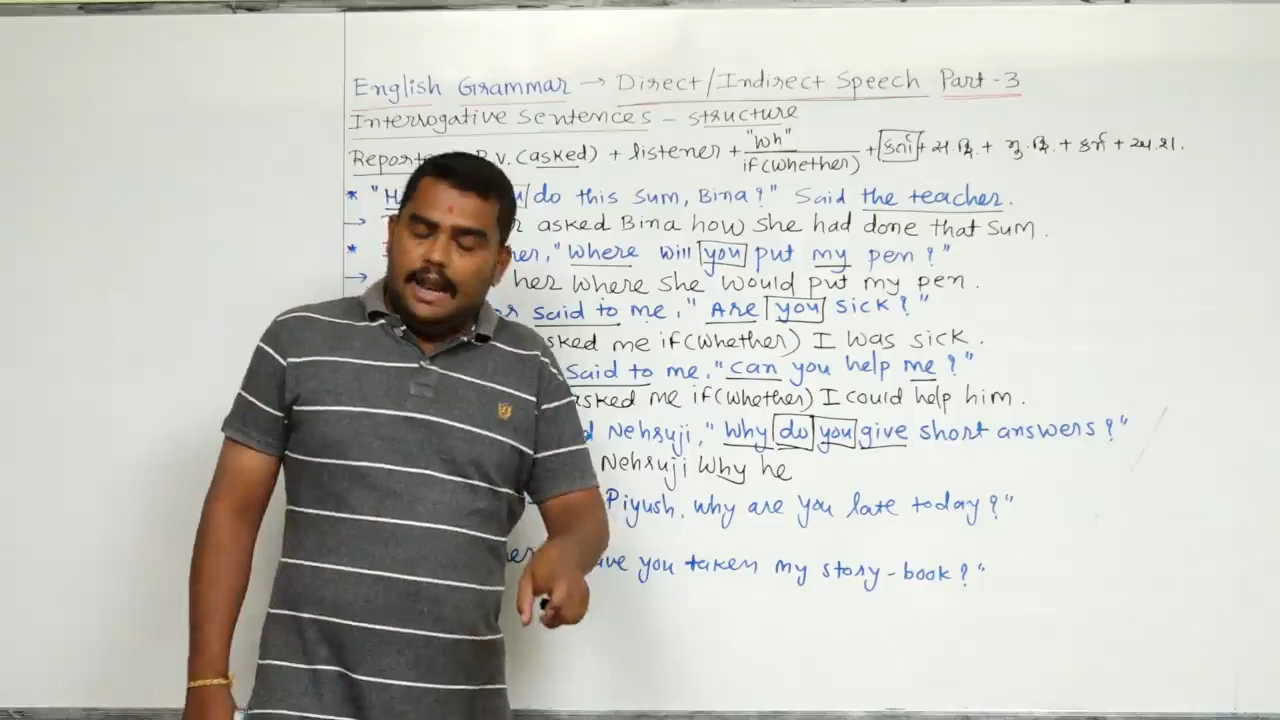 English Grammar → Direct/Indirect Speech Part-3
Interrogative Sentences - structure
Reporte R.V. (asked) + listener + "Wh" / if(whether) + કર્તા + સ.ક્રિ. + મુ.ક્રિ. + કર્મ + અ.શ.
* "H do this sum, Bina?" Said the teacher.
→ asked Bina how she had done that sum.
* her, "Where will you put my pen?"
→ her where she would put my pen.
said to me, "Are you sick?"
asked me if(whether) I was sick.
Said to me, "can you help me?"
asked me if(whether) I could help him.
Nehruji, "Why do you give short answers?"
Nehruji Why he
Piyush, why are you late today?"
you taken my story-book?"